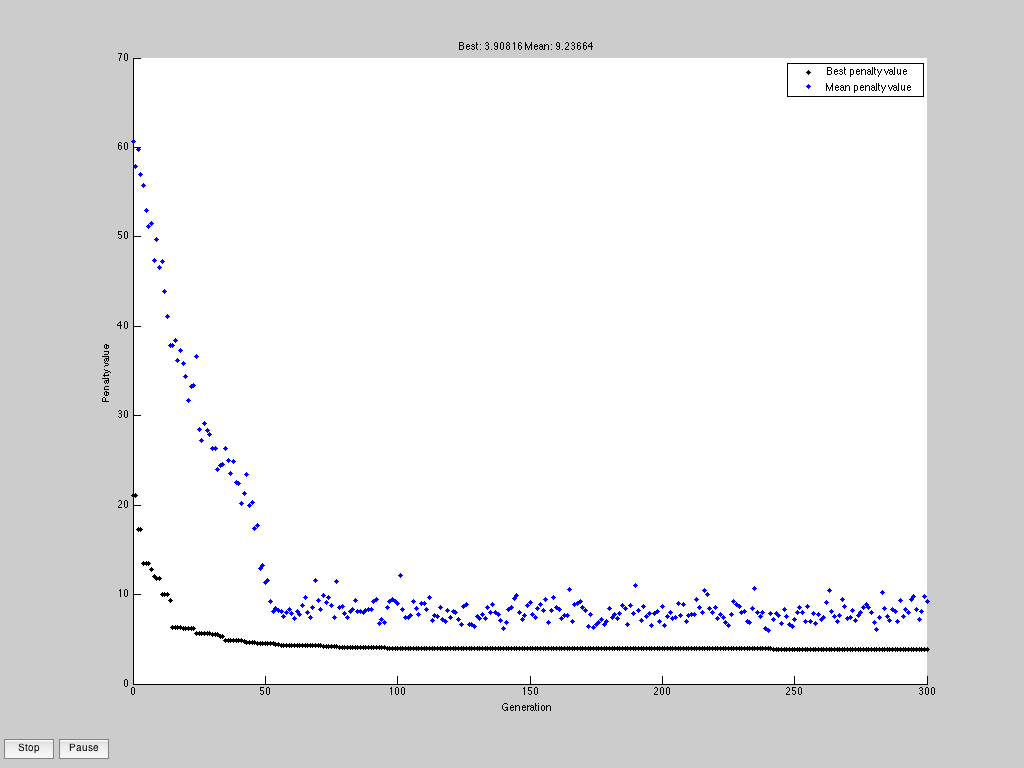 Best: 3.90816 Mean: 9.23664
70
Best penalty value
Mean penalty value
60
50
40
Penalty value
30
20
10
0
0 50 100 150 200 250 300
Generation
Stop Pause